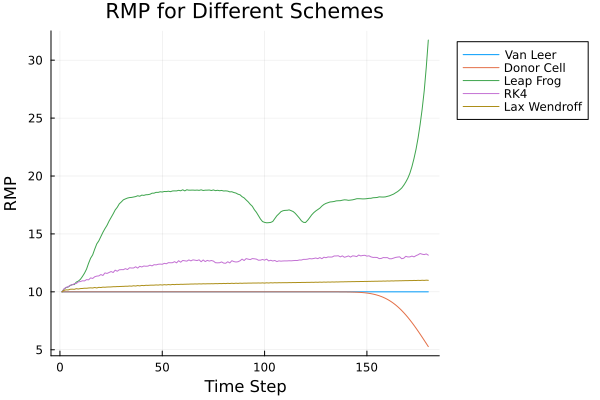 RMP for Different Schemes
Van Leer
Donor Cell
Leap Frog
RK4
Lax Wendroff
30
25
20
15
10
5
RMP
0
50
100
150
Time Step